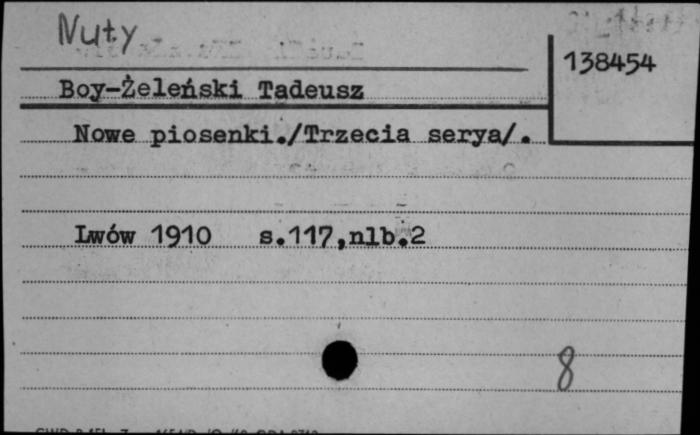 Nuty
138454
Boy-Żeleński Tadeusz
Nowe piosenki./Trzecia serya/.
Lwów 1910 s.117,nlb.2
8